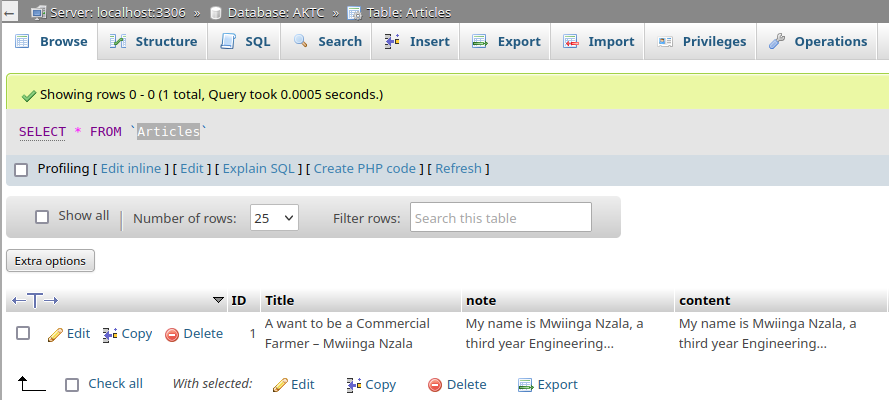 Server: localhost:3306 » Database: AKTC » Table: Articles
Browse Structure SQL Search Insert Export Import Privileges Operations
Showing rows 0 - 0 (1 total, Query took 0.0005 seconds.)
SELECT * FROM `Articles`
Profiling [ Edit inline ] [ Edit ] [ Explain SQL ] [ Create PHP code ] [ Refresh ]
Show all Number of rows: 25 Filter rows: Search this table
Extra options
ID Title note content
Edit Copy Delete 1 A want to be a Commercial Farmer – Mwiinga Nzala My name is Mwiinga Nzala, a third year Engineering... My name is Mwiinga Nzala, a third year Engineering...
Check all With selected: Edit Copy Delete Export